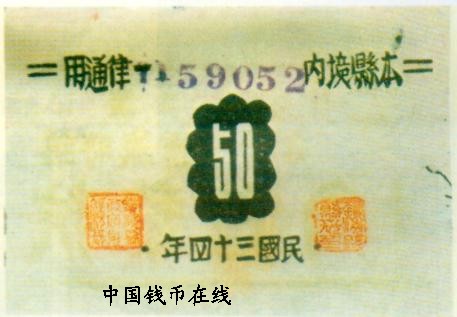 本縣境内一律通用
59052
50
民國三十四年
中国钱币在线